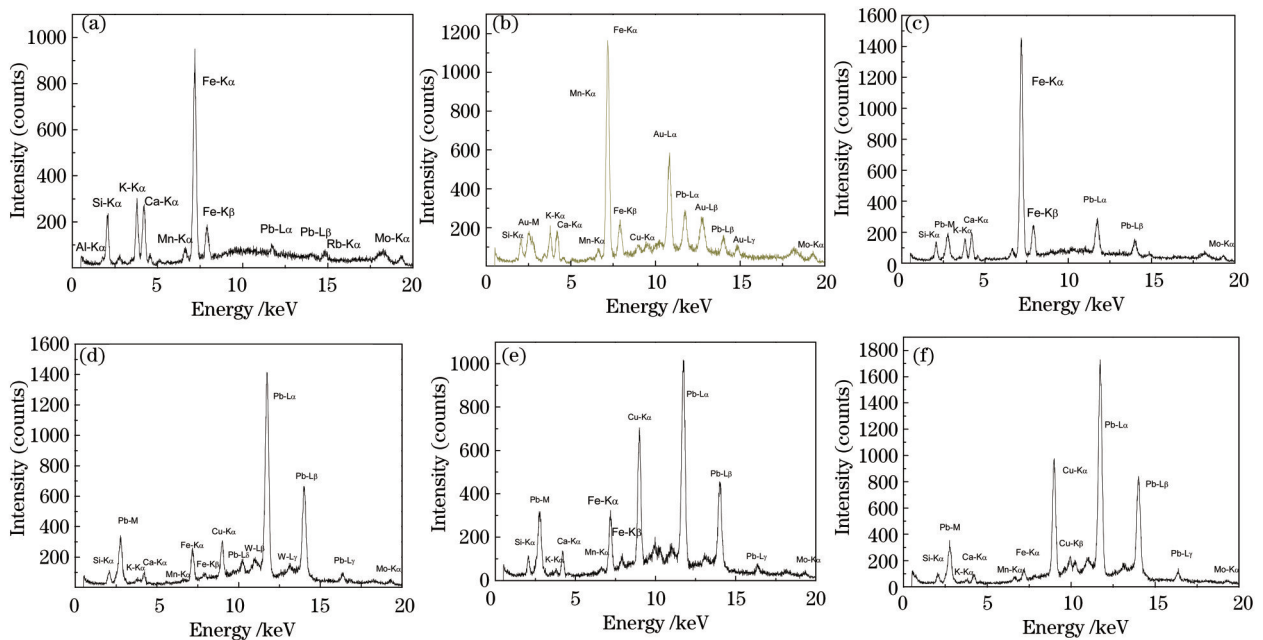 (a)
1000
800
600
400
200
Intensity (counts)
Al-Kα
Si-Kα
K-Kα
Ca-Kα
Mn-Kα
Fe-Kα
Fe-Kβ
Pb-Lα
Pb-Lβ
Rb-Kα
Mo-Kα
0 5 10 15 20
Energy /keV
(b)
1200
1000
800
600
400
200
0
Intensity (counts)
Si-Kα
Au-M
K-Kα
Ca-Kα
Mn-Kα
Mn-Kα
Fe-Kα
Fe-Kβ
Cu-Kα
Au-Lα
Pb-Lα
Au-Lβ
Pb-Lβ
Au-Lγ
Mo-Kα
0 5 10 15 20
Energy /keV
(c)
1600
1400
1200
1000
800
600
400
200
0
Intensity (counts)
Si-Kα
Pb-M
K-Kα
Ca-Kα
Fe-Kα
Fe-Kβ
Pb-Lα
Pb-Lβ
Mo-Kα
5 10 15 20
Energy /keV
(d)
1600
1400
1200
1000
800
600
400
200
0
Intensity (counts)
Si-Kα
Pb-M
K-Kα
Ca-Kα
Mn-Kα
Fe-Kα
Fe-Kβ
Cu-Kα
Pb-Lδ
W-Lβ
Pb-Lα
W-Lγ
Pb-Lβ
Pb-Lγ
Mo-Kα
0 5 10 15 20
Energy /keV
(e)
1000
800
600
400
200
0
Intensity (counts)
Si-Kα
Pb-M
K-Kα
Ca-Kα
Mn-Kα
Fe-Kα
Fe-Kβ
Cu-Kα
Pb-Lα
Pb-Lβ
Pb-Lγ
Mo-Kα
0 5 10 15 20
Energy /keV
(f)
1800
1600
1400
1200
1000
800
600
400
200
0
Intensity (counts)
Si-Kα
Pb-M
K-Kα
Ca-Kα
Mn-Kα
Fe-Kα
Cu-Kα
Cu-Kβ
Pb-Lα
Pb-Lβ
Pb-Lγ
Mo-Kα
0 5 10 15 20
Energy /keV